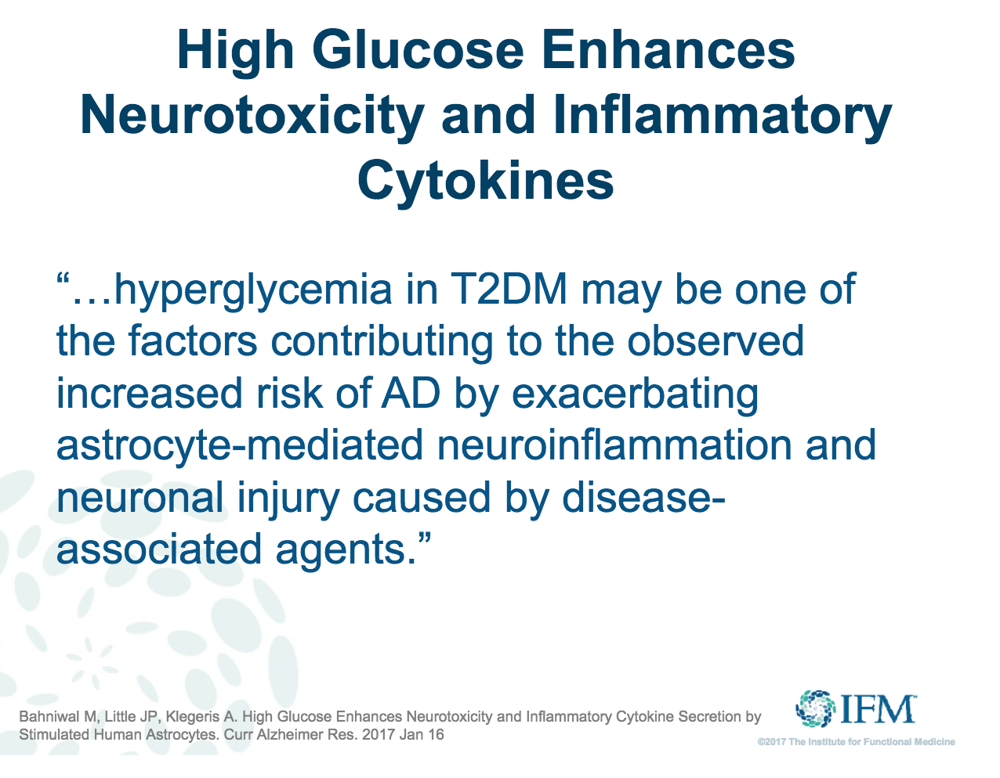 High Glucose Enhances
Neurotoxicity and Inflammatory
Cytokines
“…hyperglycemia in T2DM may be one of
the factors contributing to the observed
increased risk of AD by exacerbating
astrocyte-mediated neuroinflammation and
neuronal injury caused by disease-
associated agents.”
Bahniwal M, Little JP, Klegeris A. High Glucose Enhances Neurotoxicity and Inflammatory Cytokine Secretion by
Stimulated Human Astrocytes. Curr Alzheimer Res. 2017 Jan 16
IFM™
©2017 The Institute for Functional Medicine